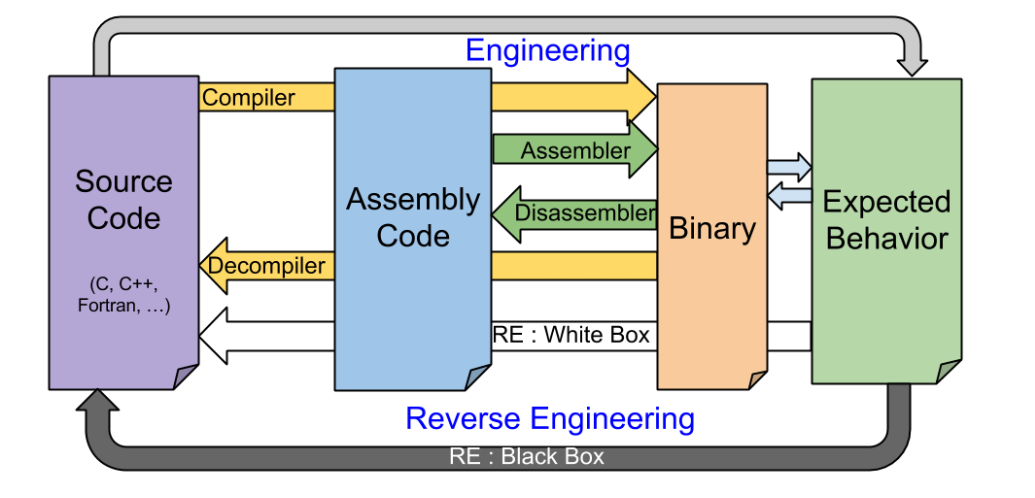 Engineering
Compiler
Assembler
Source
Code
(C, C++,
Fortran, …)
Assembly
Code
Disassembler
Binary
Expected
Behavior
Decompiler
RE : White Box
Reverse Engineering
RE : Black Box